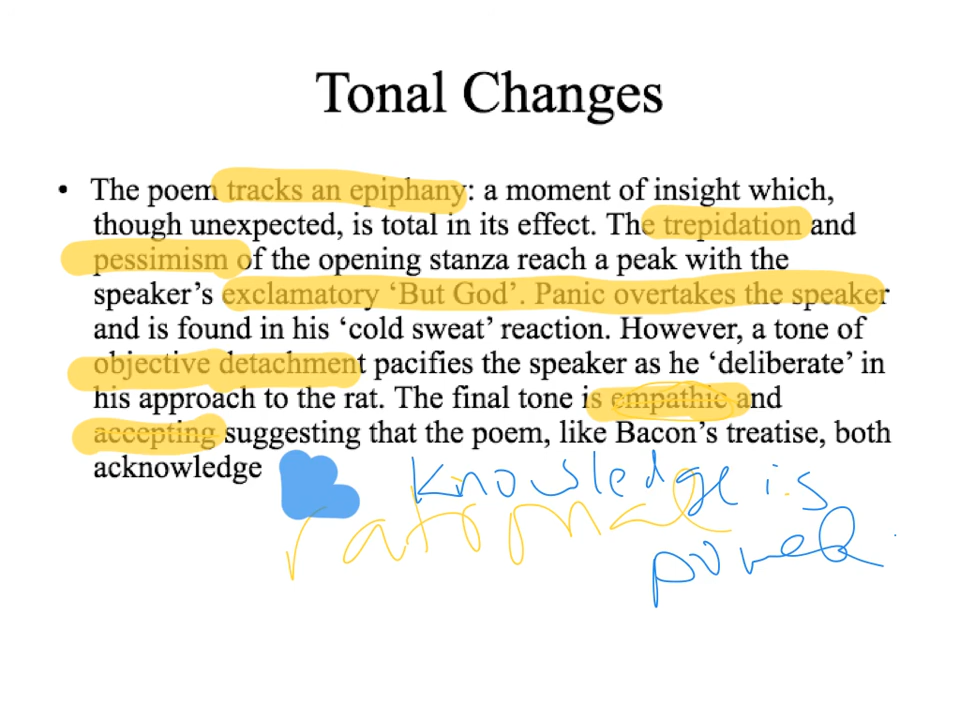 Tonal Changes
• The poem tracks an epiphany: a moment of insight which,
though unexpected, is total in its effect. The trepidation and
pessimism of the opening stanza reach a peak with the
speaker’s exclamatory ‘But God’. Panic overtakes the speaker
and is found in his ‘cold sweat’ reaction. However, a tone of
objective detachment pacifies the speaker as he ‘deliberate’ in
his approach to the rat. The final tone is empathic and
accepting suggesting that the poem, like Bacon’s treatise, both
acknowledge
knowledge is
rational
power